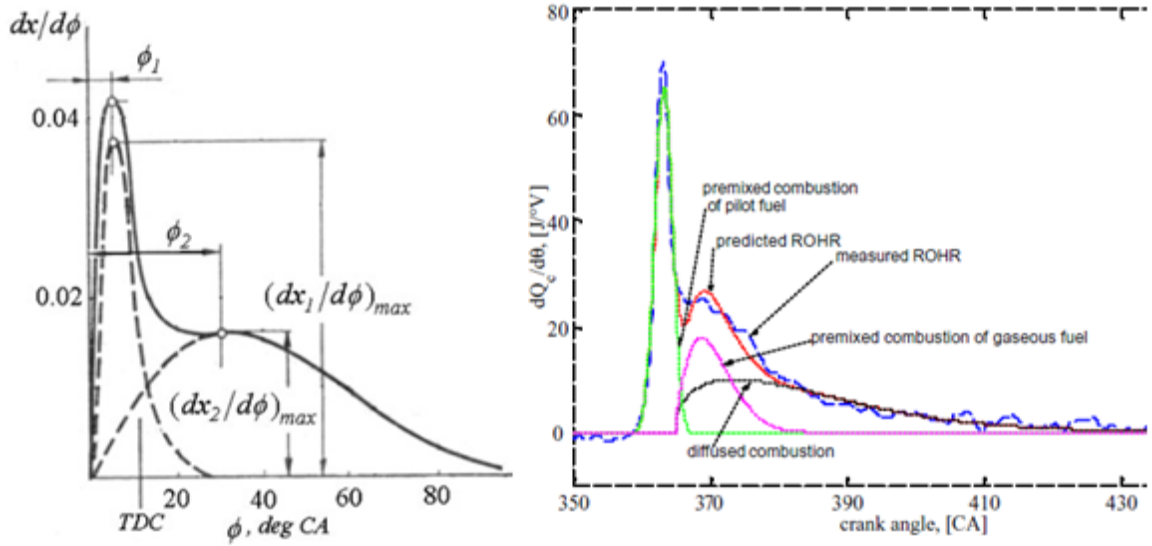 dx/dϕ
ϕ₁
0.04
ϕ₂
0.02
(dx₁/dϕ)max
(dx₂/dϕ)max
20
40
60
80
TDC
ϕ, deg CA
80
60
40
20
0
dQc/dθ, [J/°V]
premixed combustion
of pilot fuel
predicted ROHR
measured ROHR
premixed combustion of gaseous fuel
diffused combustion
350
370
390
410
430
crank angle, [CA]